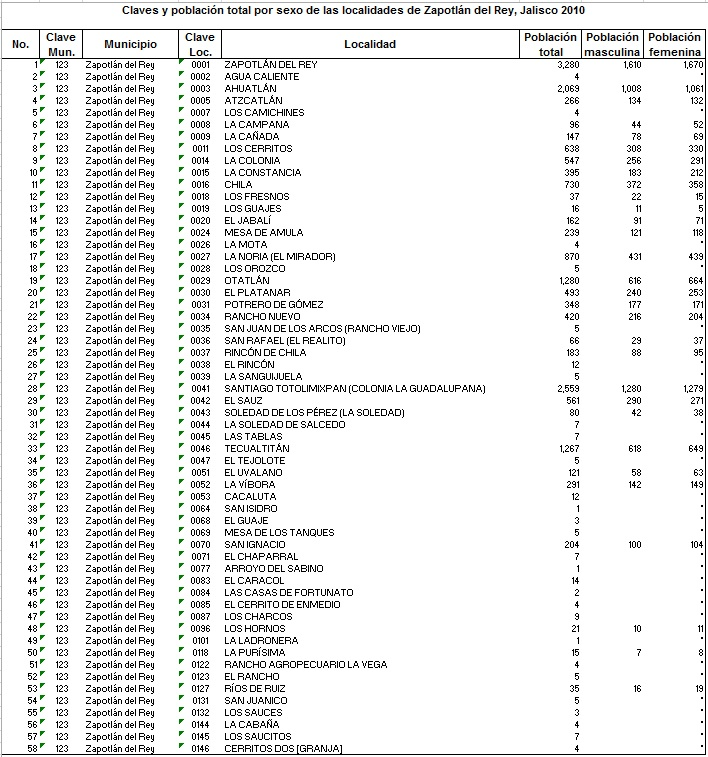 Claves y población total por sexo de las localidades de Zapotlán del Rey, Jalisco 2010
No. Clave Mun. Municipio Clave Loc. Localidad Población total Población masculina Población femenina
1 123 Zapotlán del Rey 0001 ZAPOTLÁN DEL REY 3,280 1,610 1,670
2 123 Zapotlán del Rey 0002 AGUA CALIENTE 4 * *
3 123 Zapotlán del Rey 0003 AHUATLÁN 2,069 1,008 1,061
4 123 Zapotlán del Rey 0005 ATZCATLÁN 266 134 132
5 123 Zapotlán del Rey 0007 LOS CAMICHINES 4 * *
6 123 Zapotlán del Rey 0008 LA CAMPANA 96 44 52
7 123 Zapotlán del Rey 0009 LA CAÑADA 147 78 69
8 123 Zapotlán del Rey 0011 LOS CERRITOS 638 308 330
9 123 Zapotlán del Rey 0014 LA COLONIA 547 256 291
10 123 Zapotlán del Rey 0015 LA CONSTANCIA 395 183 212
11 123 Zapotlán del Rey 0016 CHILA 730 372 358
12 123 Zapotlán del Rey 0018 LOS FRESNOS 37 22 15
13 123 Zapotlán del Rey 0019 LOS GUAJES 16 11 5
14 123 Zapotlán del Rey 0020 EL JABALÍ 162 91 71
15 123 Zapotlán del Rey 0024 MESA DE AMULA 239 121 118
16 123 Zapotlán del Rey 0026 LA MOTA 4 * *
17 123 Zapotlán del Rey 0027 LA NORIA (EL MIRADOR) 870 431 439
18 123 Zapotlán del Rey 0028 LOS OROZCO 5 * *
19 123 Zapotlán del Rey 0029 OTATLÁN 1,280 616 664
20 123 Zapotlán del Rey 0030 EL PLATANAR 493 240 253
21 123 Zapotlán del Rey 0031 POTRERO DE GÓMEZ 348 177 171
22 123 Zapotlán del Rey 0034 RANCHO NUEVO 420 216 204
23 123 Zapotlán del Rey 0035 SAN JUAN DE LOS ARCOS (RANCHO VIEJO) 5 * *
24 123 Zapotlán del Rey 0036 SAN RAFAEL (EL REALITO) 66 29 37
25 123 Zapotlán del Rey 0037 RINCÓN DE CHILA 183 88 95
26 123 Zapotlán del Rey 0038 EL RINCÓN 12 * *
27 123 Zapotlán del Rey 0039 LA SANGUIJUELA 5 * *
28 123 Zapotlán del Rey 0041 SANTIAGO TOTOLIMIXPAN (COLONIA LA GUADALUPANA) 2,559 1,280 1,279
29 123 Zapotlán del Rey 0042 EL SAUZ 561 290 271
30 123 Zapotlán del Rey 0043 SOLEDAD DE LOS PÉREZ (LA SOLEDAD) 80 42 38
31 123 Zapotlán del Rey 0044 LA SOLEDAD DE SALCEDO 7 * *
32 123 Zapotlán del Rey 0045 LAS TABLAS 7 * *
33 123 Zapotlán del Rey 0046 TECUALTITÁN 1,267 618 649
34 123 Zapotlán del Rey 0047 EL TEJOLOTE 5 * *
35 123 Zapotlán del Rey 0051 EL UVALANO 121 58 63
36 123 Zapotlán del Rey 0052 LA VÍBORA 291 142 149
37 123 Zapotlán del Rey 0053 CACALUTA 12 * *
38 123 Zapotlán del Rey 0064 SAN ISIDRO 1 * *
39 123 Zapotlán del Rey 0068 EL GUAJE 3 * *
40 123 Zapotlán del Rey 0069 MESA DE LOS TANQUES 5 * *
41 123 Zapotlán del Rey 0070 SAN IGNACIO 204 100 104
42 123 Zapotlán del Rey 0071 EL CHAPARRAL 7 * *
43 123 Zapotlán del Rey 0077 ARROYO DEL SABINO 1 * *
44 123 Zapotlán del Rey 0083 EL CARACOL 14 * *
45 123 Zapotlán del Rey 0084 LAS CASAS DE FORTUNATO 2 * *
46 123 Zapotlán del Rey 0085 EL CERRITO DE ENMEDIO 4 * *
47 123 Zapotlán del Rey 0087 LOS CHARCOS 9 * *
48 123 Zapotlán del Rey 0096 LOS HORNOS 21 10 11
49 123 Zapotlán del Rey 0101 LA LADRONERA 1 * *
50 123 Zapotlán del Rey 0118 LA PURÍSIMA 15 7 8
51 123 Zapotlán del Rey 0122 RANCHO AGROPECUARIO LA VEGA 4 * *
52 123 Zapotlán del Rey 0123 EL RANCHO 5 * *
53 123 Zapotlán del Rey 0127 RÍOS DE RUIZ 35 16 19
54 123 Zapotlán del Rey 0131 SAN JUANICO 5 * *
55 123 Zapotlán del Rey 0132 LOS SAUCES 3 * *
56 123 Zapotlán del Rey 0144 LA CABAÑA 4 * *
57 123 Zapotlán del Rey 0145 LOS SAUCITOS 7 * *
58 123 Zapotlán del Rey 0146 CERRITOS DOS [GRANJA] 4 * *